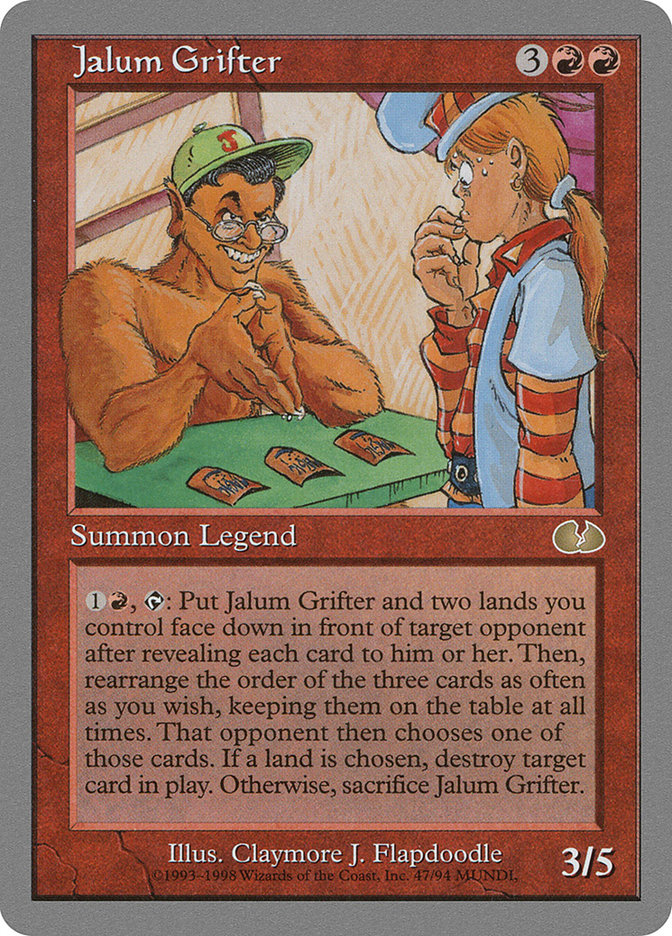 Jalum Grifter 3
J
Summon Legend
1, : Put Jalum Grifter and two lands you
control face down in front of target opponent
after revealing each card to him or her. Then,
rearrange the order of the three cards as often
as you wish, keeping them on the table at all
times. That opponent then chooses one of
those cards. If a land is chosen, destroy target
card in play. Otherwise, sacrifice Jalum Grifter.
Illus. Claymore J. Flapdoodle
©1993–1998 Wizards of the Coast, Inc. 47/94 MUNDI,
3/5